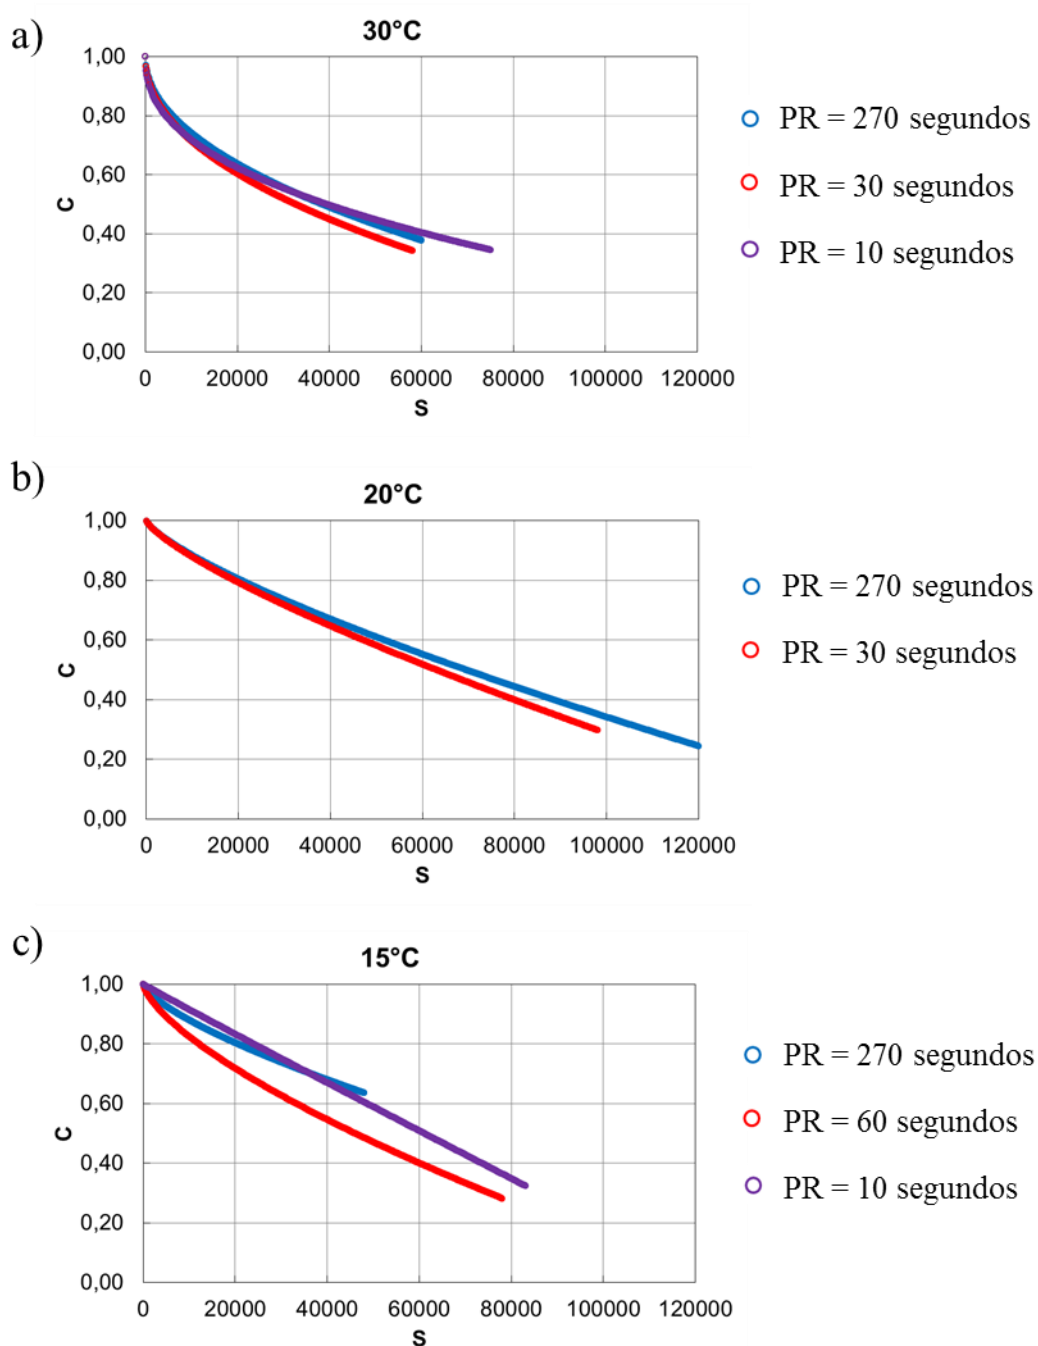 a)
30°C
1,00
0,80
0,60
0,40
0,20
0,00
C
0 20000 40000 60000 80000 100000 120000
S
PR = 270 segundos
PR = 30 segundos
PR = 10 segundos
b)
20°C
1,00
0,80
0,60
0,40
0,20
0,00
C
0 20000 40000 60000 80000 100000 120000
S
PR = 270 segundos
PR = 30 segundos
c)
15°C
1,00
0,80
0,60
0,40
0,20
0,00
C
0 20000 40000 60000 80000 100000 120000
S
PR = 270 segundos
PR = 60 segundos
PR = 10 segundos